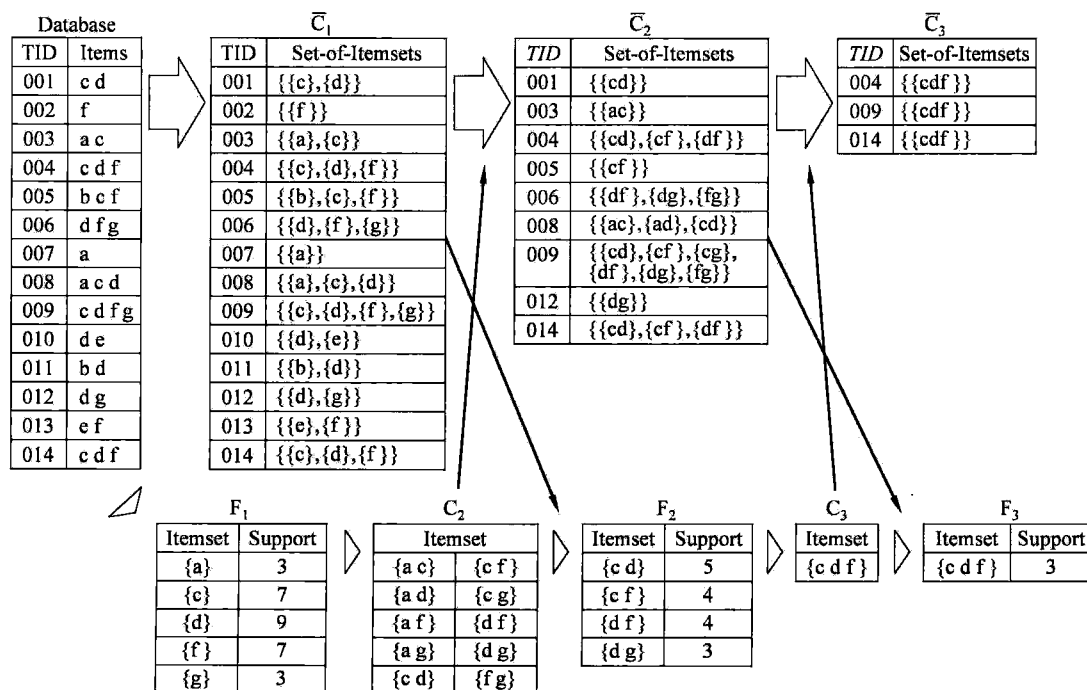 Database
TID Items
001 c d
002 f
003 a c
004 c d f
005 b c f
006 d f g
007 a
008 a c d
009 c d f g
010 d e
011 b d
012 d g
013 e f
014 c d f
C̅₁
TID Set-of-Itemsets
001 {{c},{d}}
002 {{f}}
003 {{a},{c}}
004 {{c},{d},{f}}
005 {{b},{c},{f}}
006 {{d},{f},{g}}
007 {{a}}
008 {{a},{c},{d}}
009 {{c},{d},{f},{g}}
010 {{d},{e}}
011 {{b},{d}}
012 {{d},{g}}
013 {{e},{f}}
014 {{c},{d},{f}}
C̅₂
TID Set-of-Itemsets
001 {{cd}}
003 {{ac}}
004 {{cd},{cf},{df}}
005 {{cf}}
006 {{df},{dg},{fg}}
008 {{ac},{ad},{cd}}
009 {{cd},{cf},{cg},
{df},{dg},{fg}}
012 {{dg}}
014 {{cd},{cf},{df}}
C̅₃
TID Set-of-Itemsets
004 {{cdf}}
009 {{cdf}}
014 {{cdf}}
F₁
Itemset Support
{a} 3
{c} 7
{d} 9
{f} 7
{g} 3
C₂
Itemset
{a c} {c f}
{a d} {c g}
{a f} {d f}
{a g} {d g}
{c d} {f g}
F₂
Itemset Support
{c d} 5
{c f} 4
{d f} 4
{d g} 3
C₃
Itemset
{c d f}
F₃
Itemset Support
{c d f} 3